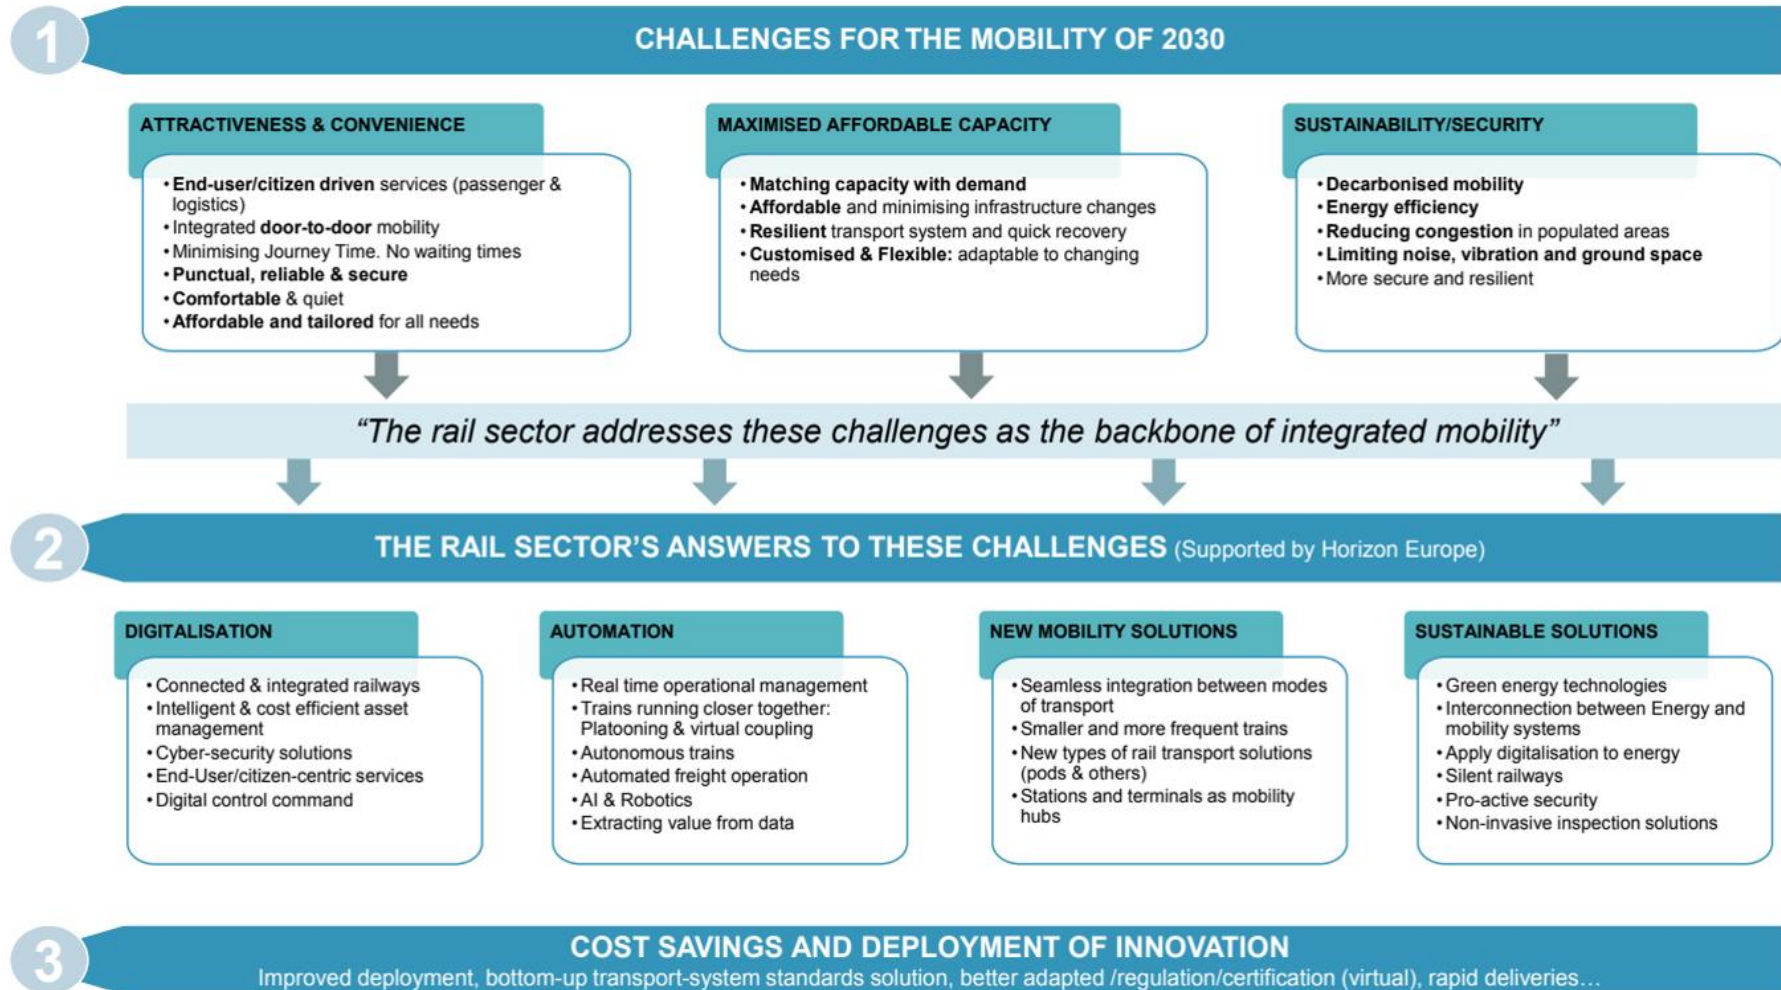 1
CHALLENGES FOR THE MOBILITY OF 2030
ATTRACTIVENESS & CONVENIENCE
• End-user/citizen driven services (passenger &
logistics)
• Integrated door-to-door mobility
• Minimising Journey Time. No waiting times
• Punctual, reliable & secure
• Comfortable & quiet
• Affordable and tailored for all needs
MAXIMISED AFFORDABLE CAPACITY
• Matching capacity with demand
• Affordable and minimising infrastructure changes
• Resilient transport system and quick recovery
• Customised & Flexible: adaptable to changing
needs
SUSTAINABILITY/SECURITY
• Decarbonised mobility
• Energy efficiency
• Reducing congestion in populated areas
• Limiting noise, vibration and ground space
• More secure and resilient
“The rail sector addresses these challenges as the backbone of integrated mobility”
2
THE RAIL SECTOR’S ANSWERS TO THESE CHALLENGES (Supported by Horizon Europe)
DIGITALISATION
• Connected & integrated railways
• Intelligent & cost efficient asset
management
• Cyber-security solutions
• End-User/citizen-centric services
• Digital control command
AUTOMATION
• Real time operational management
• Trains running closer together:
Platooning & virtual coupling
• Autonomous trains
• Automated freight operation
• AI & Robotics
• Extracting value from data
NEW MOBILITY SOLUTIONS
• Seamless integration between modes
of transport
• Smaller and more frequent trains
• New types of rail transport solutions
(pods & others)
• Stations and terminals as mobility
hubs
SUSTAINABLE SOLUTIONS
• Green energy technologies
• Interconnection between Energy and
mobility systems
• Apply digitalisation to energy
• Silent railways
• Pro-active security
• Non-invasive inspection solutions
3
COST SAVINGS AND DEPLOYMENT OF INNOVATION
Improved deployment, bottom-up transport-system standards solution, better adapted /regulation/certification (virtual), rapid deliveries…